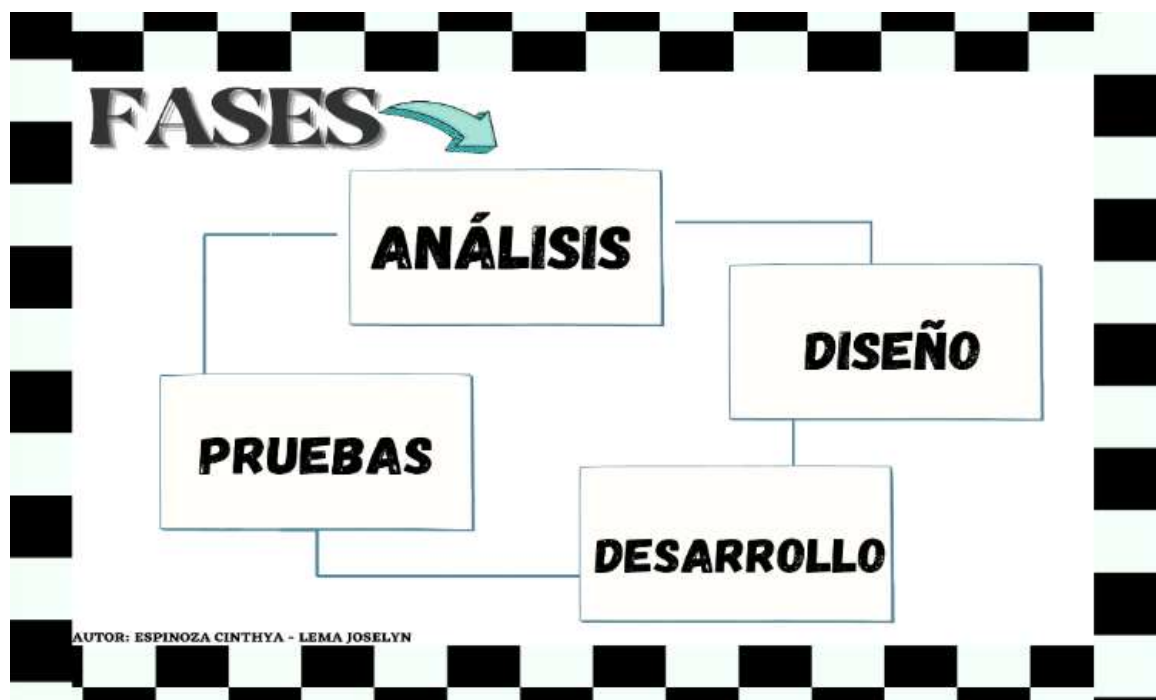 FASES
ANÁLISIS
DISEÑO
PRUEBAS
DESARROLLO
AUTOR: ESPINOZA CINTHYA - LEMA JOSELYN